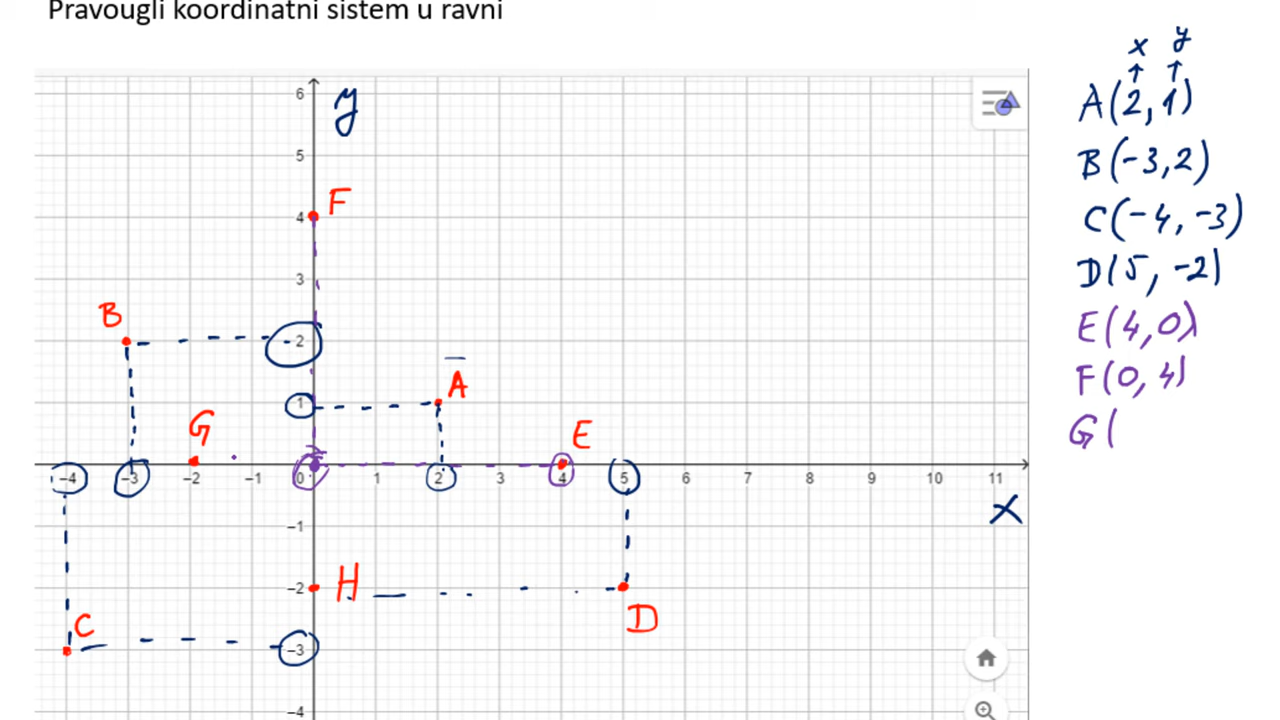 Pravougli koordinatni sistem u ravni
x y
A(2,1)
B(-3,2)
C(-4,-3)
D(5,-2)
E(4,0)
F(0,4)
G(
y
6
5
4 F
3
B
2
A
1
G E
−4 −3 −2 −1 0 1 2 3 4 5 6 7 8 9 10 11
x
−1
−2 H
D
C
−3
−4